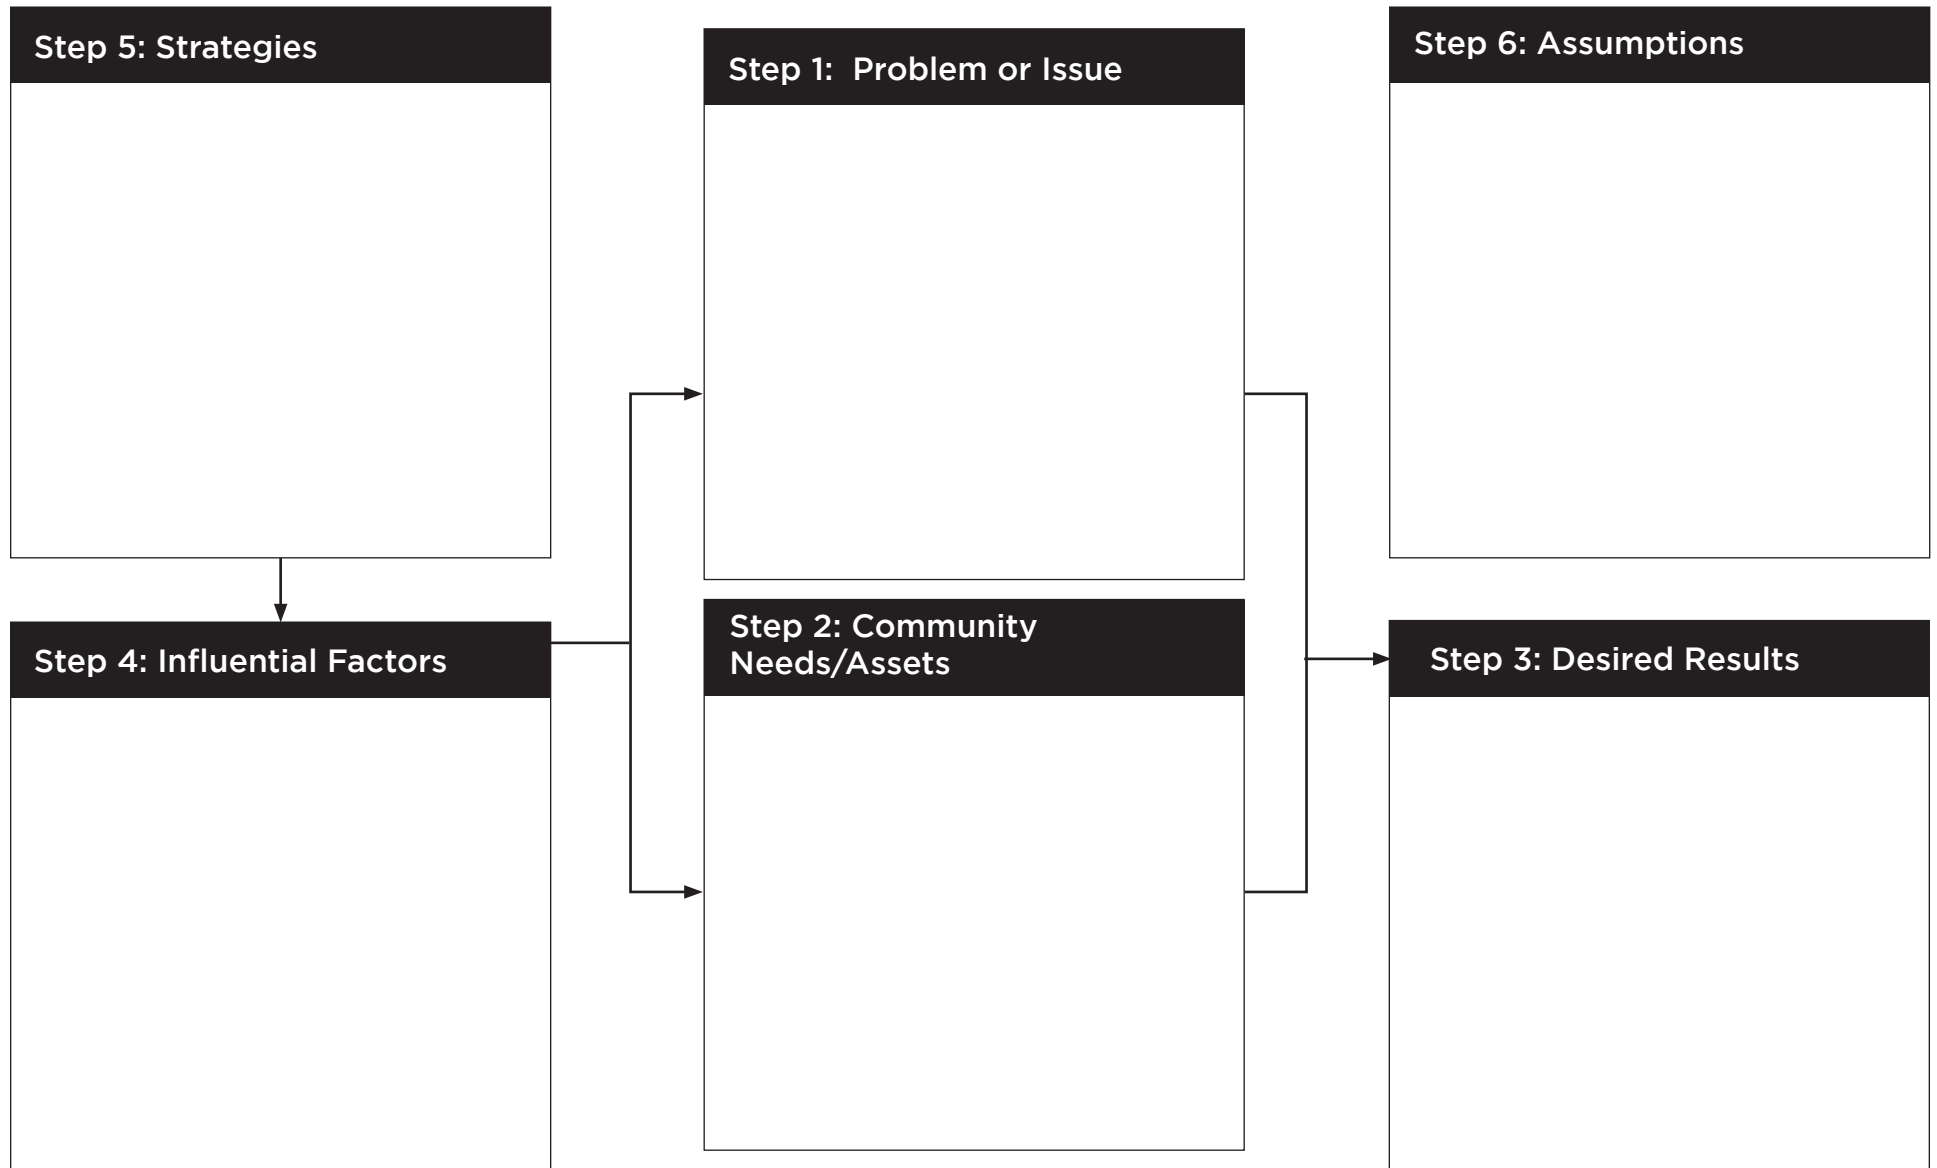 Step 5: Strategies
Step 1:  Problem or Issue
Step 6: Assumptions
Step 4: Influential Factors
Step 2: Community
Needs/Assets
Step 3: Desired Results